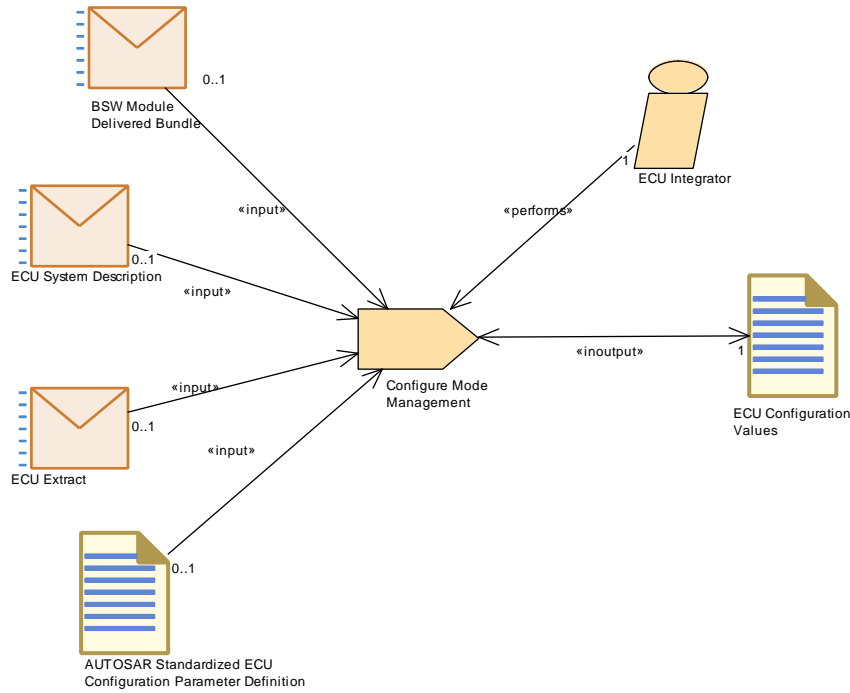 0..1
BSW Module
Delivered Bundle
ECU Integrator
1
«input»
«performs»
0..1
ECU System Description
«input»
«inoutput»
1
Configure Mode
Management
«input»
0..1
ECU Configuration
Values
«input»
ECU Extract
0..1
AUTOSAR Standardized ECU
Configuration Parameter Definition